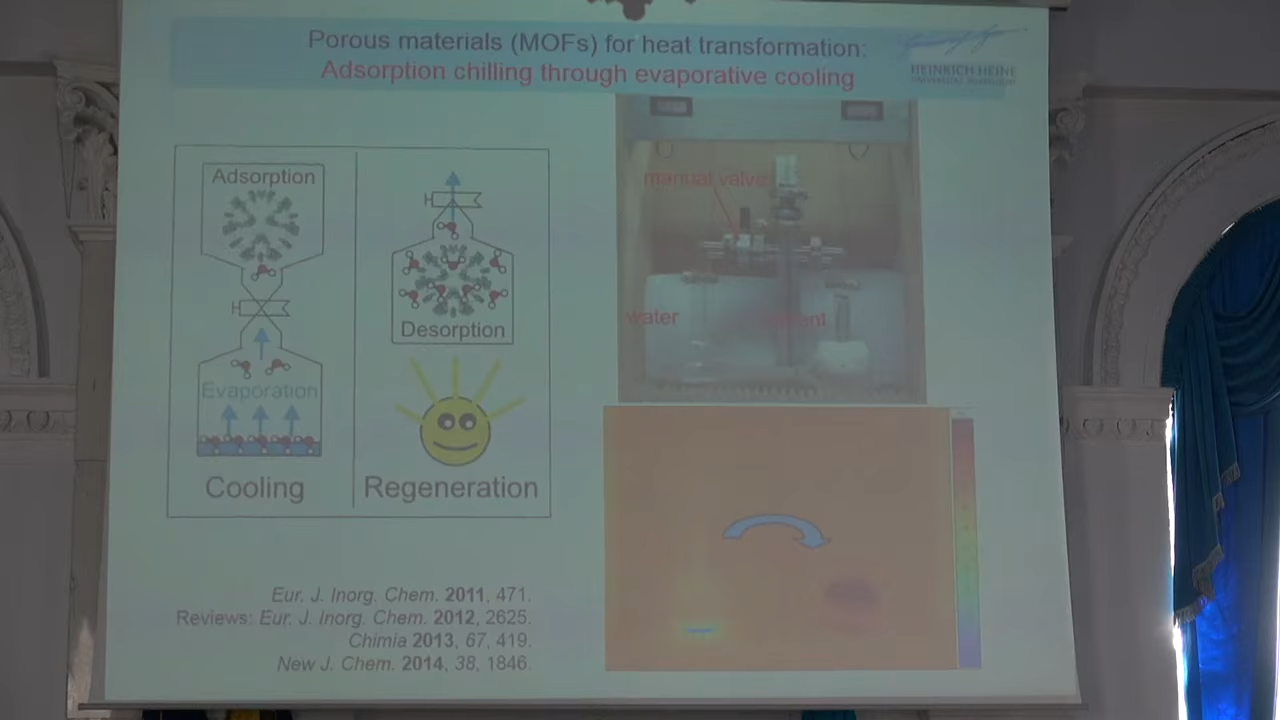 Porous materials (MOFs) for heat transformation:
Adsorption chilling through evaporative cooling
HEINRICH HEINE
Adsorption
Evaporation
Cooling
Desorption
Regeneration
manual valve
water
Eur. J. Inorg. Chem. 2011, 471.
Reviews: Eur. J. Inorg. Chem. 2012, 2625.
Chimia 2013, 67, 419.
New J. Chem. 2014, 38, 1846.